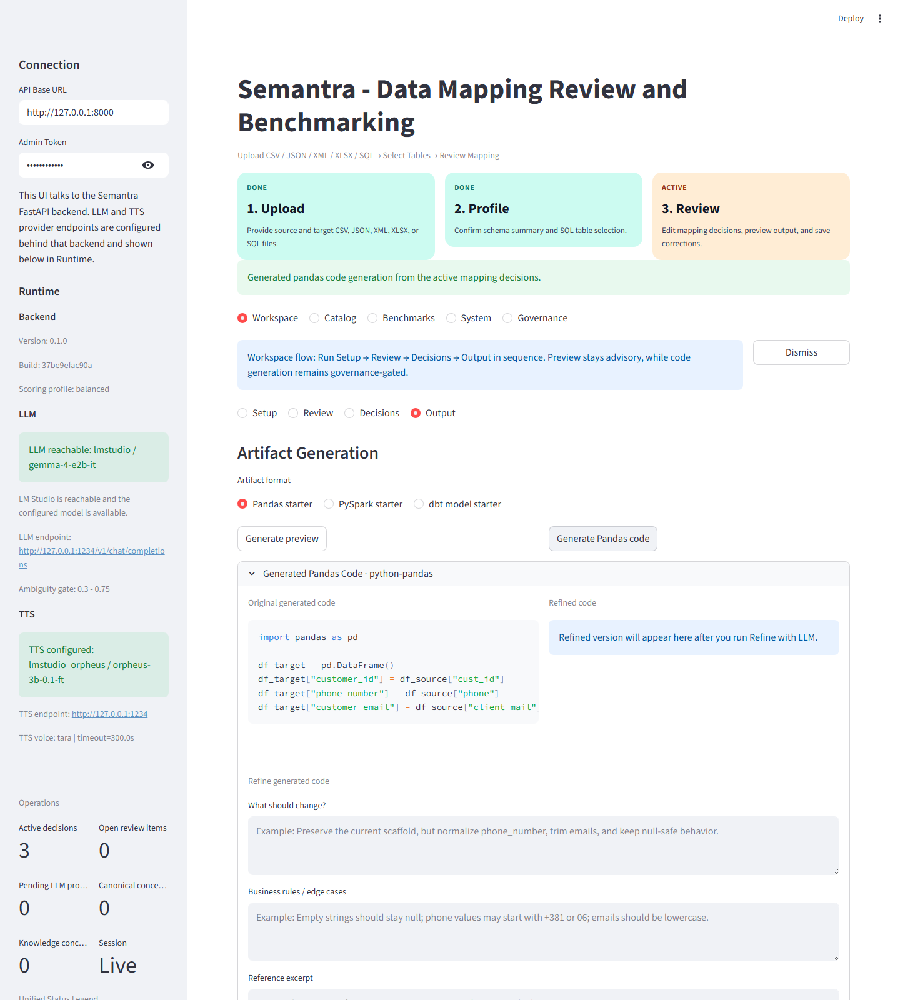 Deploy
Connection
API Base URL
http://127.0.0.1:8000
Admin Token
••••••••••••
This UI talks to the Semantra
FastAPI backend. LLM and TTS
provider endpoints are configured
behind that backend and shown
below in Runtime.
Runtime
Backend
Version: 0.1.0
Build: 37be9efac90a
Scoring profile: balanced
LLM
LLM reachable: lmstudio /
gemma-4-e2b-it
LM Studio is reachable and the
configured model is available.
LLM endpoint:
http://127.0.0.1:1234/v1/chat/completio
ns
Ambiguity gate: 0.3 - 0.75
TTS
TTS configured:
lmstudio_orpheus / orpheus-
3b-0.1-ft
TTS endpoint: http://127.0.0.1:1234
TTS voice: tara | timeout=300.0s
Operations
Active decisions
3
Open review items
0
Pending LLM pro…
0
Canonical conce…
0
Knowledge conc…
0
Session
Live
Unified Status Legend
Semantra - Data Mapping Review and
Benchmarking
Upload CSV / JSON / XML / XLSX / SQL → Select Tables → Review Mapping
DONE
1. Upload
Provide source and target CSV, JSON, XML, XLSX, or
SQL files.
DONE
2. Profile
Confirm schema summary and SQL table selection.
ACTIVE
3. Review
Edit mapping decisions, preview output, and save
corrections.
Generated pandas code generation from the active mapping decisions.
Workspace Catalog Benchmarks System Governance
Workspace flow: Run Setup → Review → Decisions → Output in sequence. Preview stays advisory, while code
generation remains governance-gated.
Dismiss
Setup Review Decisions Output
Artifact Generation
Artifact format
Pandas starter PySpark starter dbt model starter
Generate preview
Generate Pandas code
Generated Pandas Code · python-pandas
Original generated code
import pandas as pd
df_target = pd.DataFrame()
df_target["customer_id"] = df_source["cust_id"]
df_target["phone_number"] = df_source["phone"]
df_target["customer_email"] = df_source["client_mail"]
Refined code
Refined version will appear here after you run Refine with LLM.
Refine generated code
What should change?
Example: Preserve the current scaffold, but normalize phone_number, trim emails, and keep null-safe behavior.
Business rules / edge cases
Example: Empty strings should stay null; phone values may start with +381 or 06; emails should be lowercase.
Reference excerpt